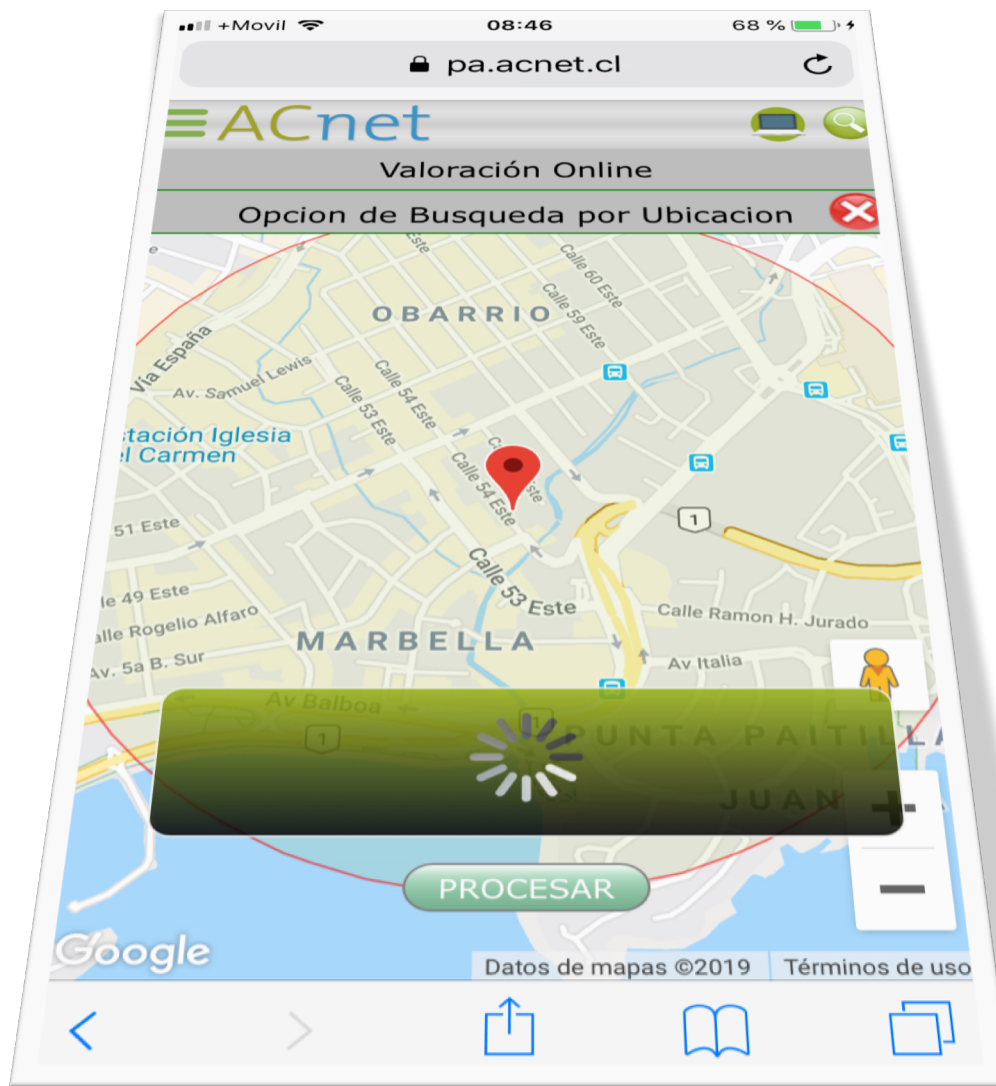 +Movil 08:46 68 %
pa.acnet.cl
ACnet
Valoración Online
Opcion de Busqueda por Ubicacion
Calle 60 Este
OBARRIO
Calle 59 Este
Vía España
Av. Samuel Lewis
Calle 54 Este
Calle 53 Este
tación Iglesia
el Carmen
Calle 54 Este
51 Este
1
Calle 53 Este
le 49 Este
alle Rogelio Alfaro
Calle Ramon H. Jurado
MARBELLA
Av. 5a B. Sur
Av Italia
Av Balboa
1
1
PUNTA PAITILLA
JUAN
PROCESAR
Google
Datos de mapas ©2019 Términos de uso